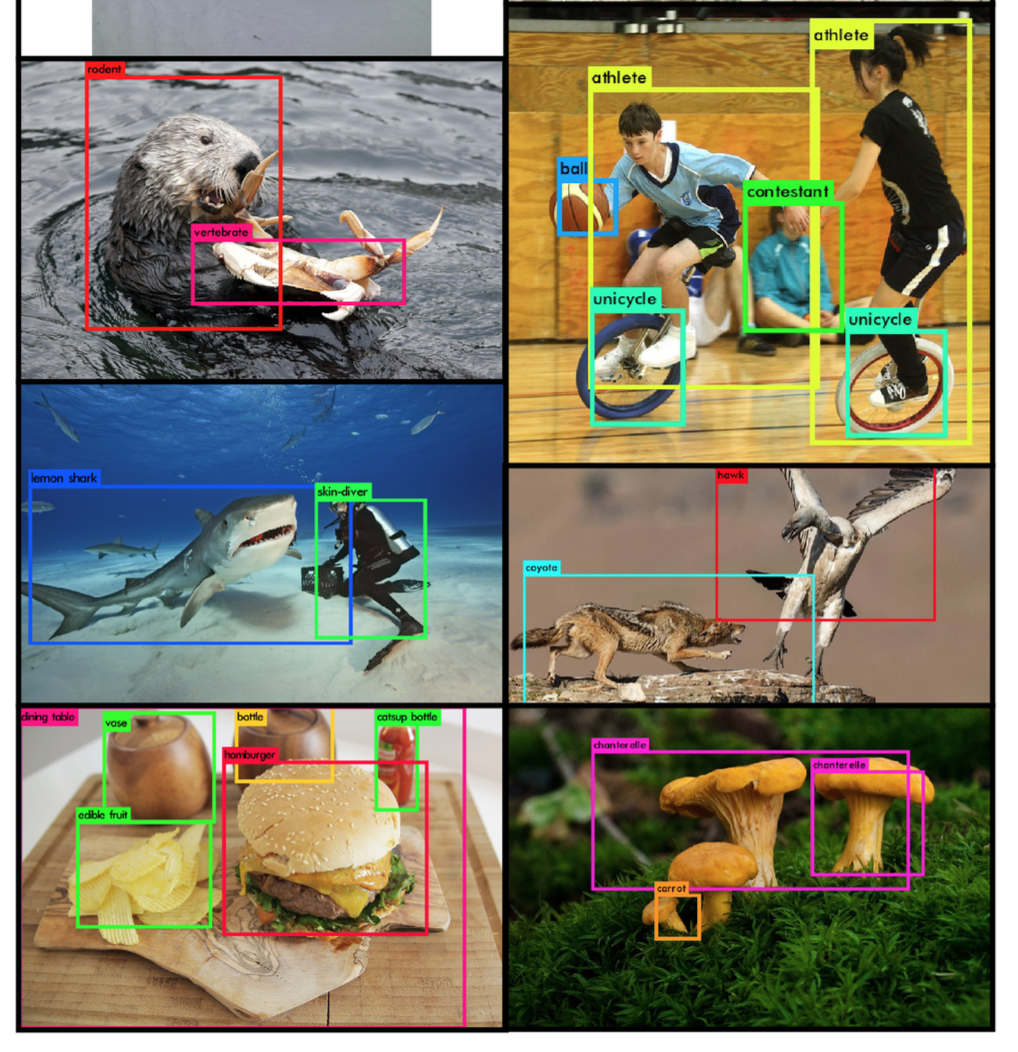 rodent
vertebrate
athlete
athlete
ball
contestant
unicycle
unicycle
lemon shark
skin-diver
hawk
coyote
dining table
vase
bottle
catsup bottle
hamburger
edible fruit
chanterelle
chanterelle
carrot